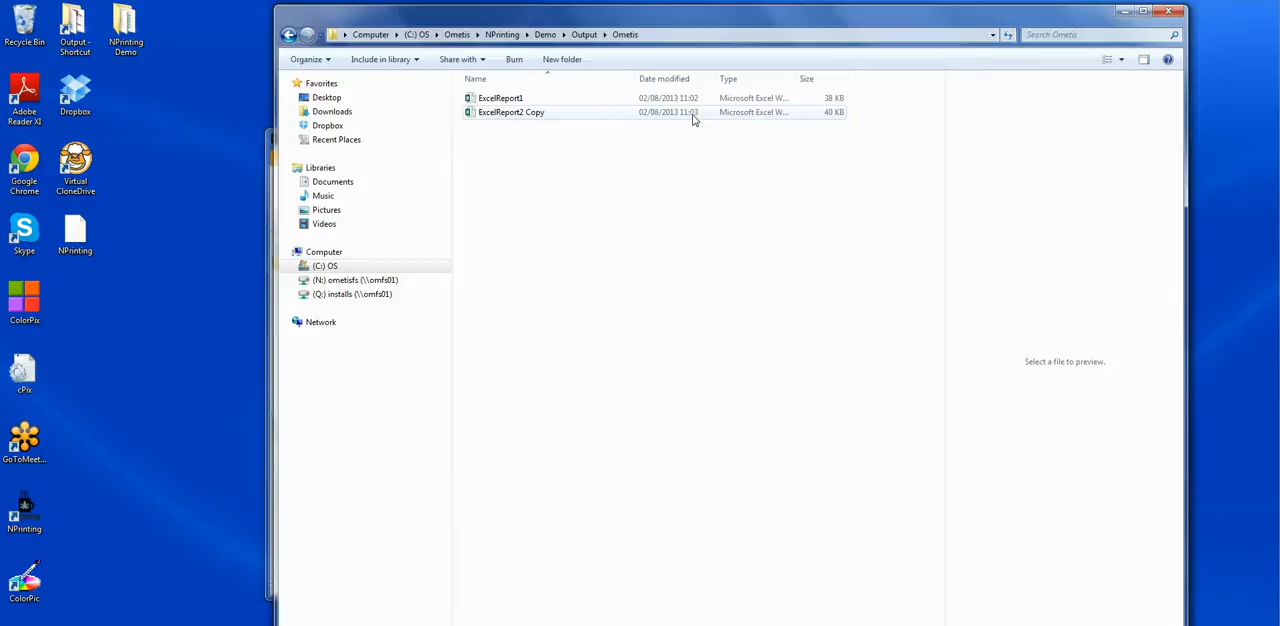 Recycle Bin
Output - Shortcut
NPrinting Demo
Adobe Reader XI
Dropbox
Google Chrome
Virtual CloneDrive
Skype
NPrinting
ColorPix
cPix
GoToMeet...
NPrinting
ColorPic
Computer (C:) OS Ometis NPrinting Demo Output Ometis
Search Ometis
Organize Include in library Share with Burn New folder
Favorites
Desktop
Downloads
Dropbox
Recent Places
Libraries
Documents
Music
Pictures
Videos
Computer
(C:) OS
(N:) ometisfs (\\omfs01)
(Q:) installs (\\omfs01)
Network
Name Date modified Type Size
ExcelReport1 02/08/2013 11:02 Microsoft Excel W... 38 KB
ExcelReport2 Copy 02/08/2013 11:03 Microsoft Excel W... 40 KB
Select a file to preview.